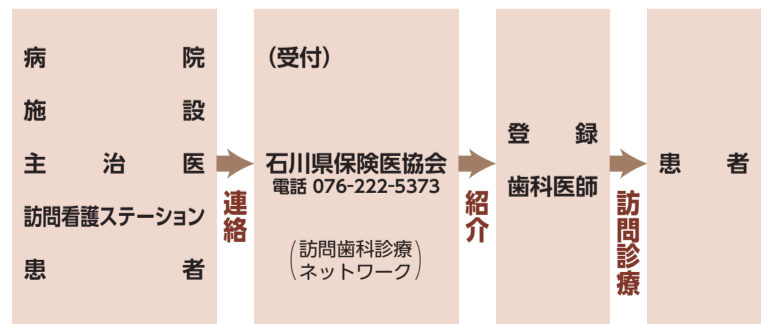 病院
施設
主治医
訪問看護ステーション
患者
連絡
(受付)
石川県保険医協会
電話 076-222-5373
(訪問歯科診療
ネットワーク)
紹介
登録
歯科医師
訪問診療
患者